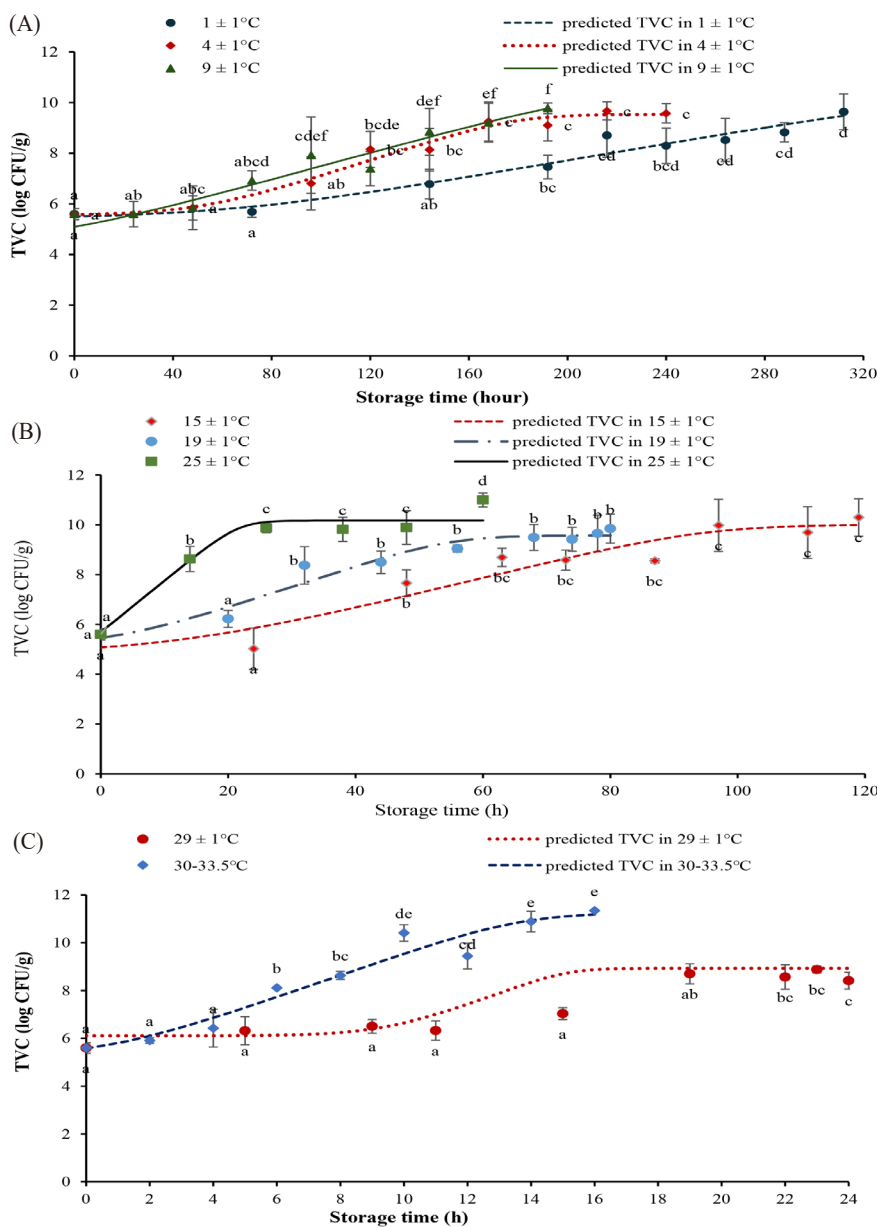 (A)
1 ± 1°C predicted TVC in 1 ± 1°C
4 ± 1°C predicted TVC in 4 ± 1°C
9 ± 1°C predicted TVC in 9 ± 1°C
12
10
8
6
4
2
0
TVC (log CFU/g)
def ef f
cdef bcde c c
abcd bc bc c c
a ab abc ab cd bcd cd cd d
a a bc
a a ab
0 40 80 120 160 200 240 280 320
Storage time (hour)
(B)
15 ± 1°C predicted TVC in 15 ± 1°C
19 ± 1°C predicted TVC in 19 ± 1°C
25 ± 1°C predicted TVC in 25 ± 1°C
12
10
8
6
4
2
0
TVC (log CFU/g)
d
c c c b b b b
b b b b c c c
a a bc bc bc
a b
a a
0 20 40 60 80 100 120
Storage time (h)
(C)
29 ± 1°C predicted TVC in 29 ± 1°C
30-33.5°C predicted TVC in 30-33.5°C
12
10
8
6
4
2
0
TVC (log CFU/g)
e e
de
b bc cd
a a a ab bc bc c
a a a a a
0 2 4 6 8 10 12 14 16 18 20 22 24
Storage time (h)